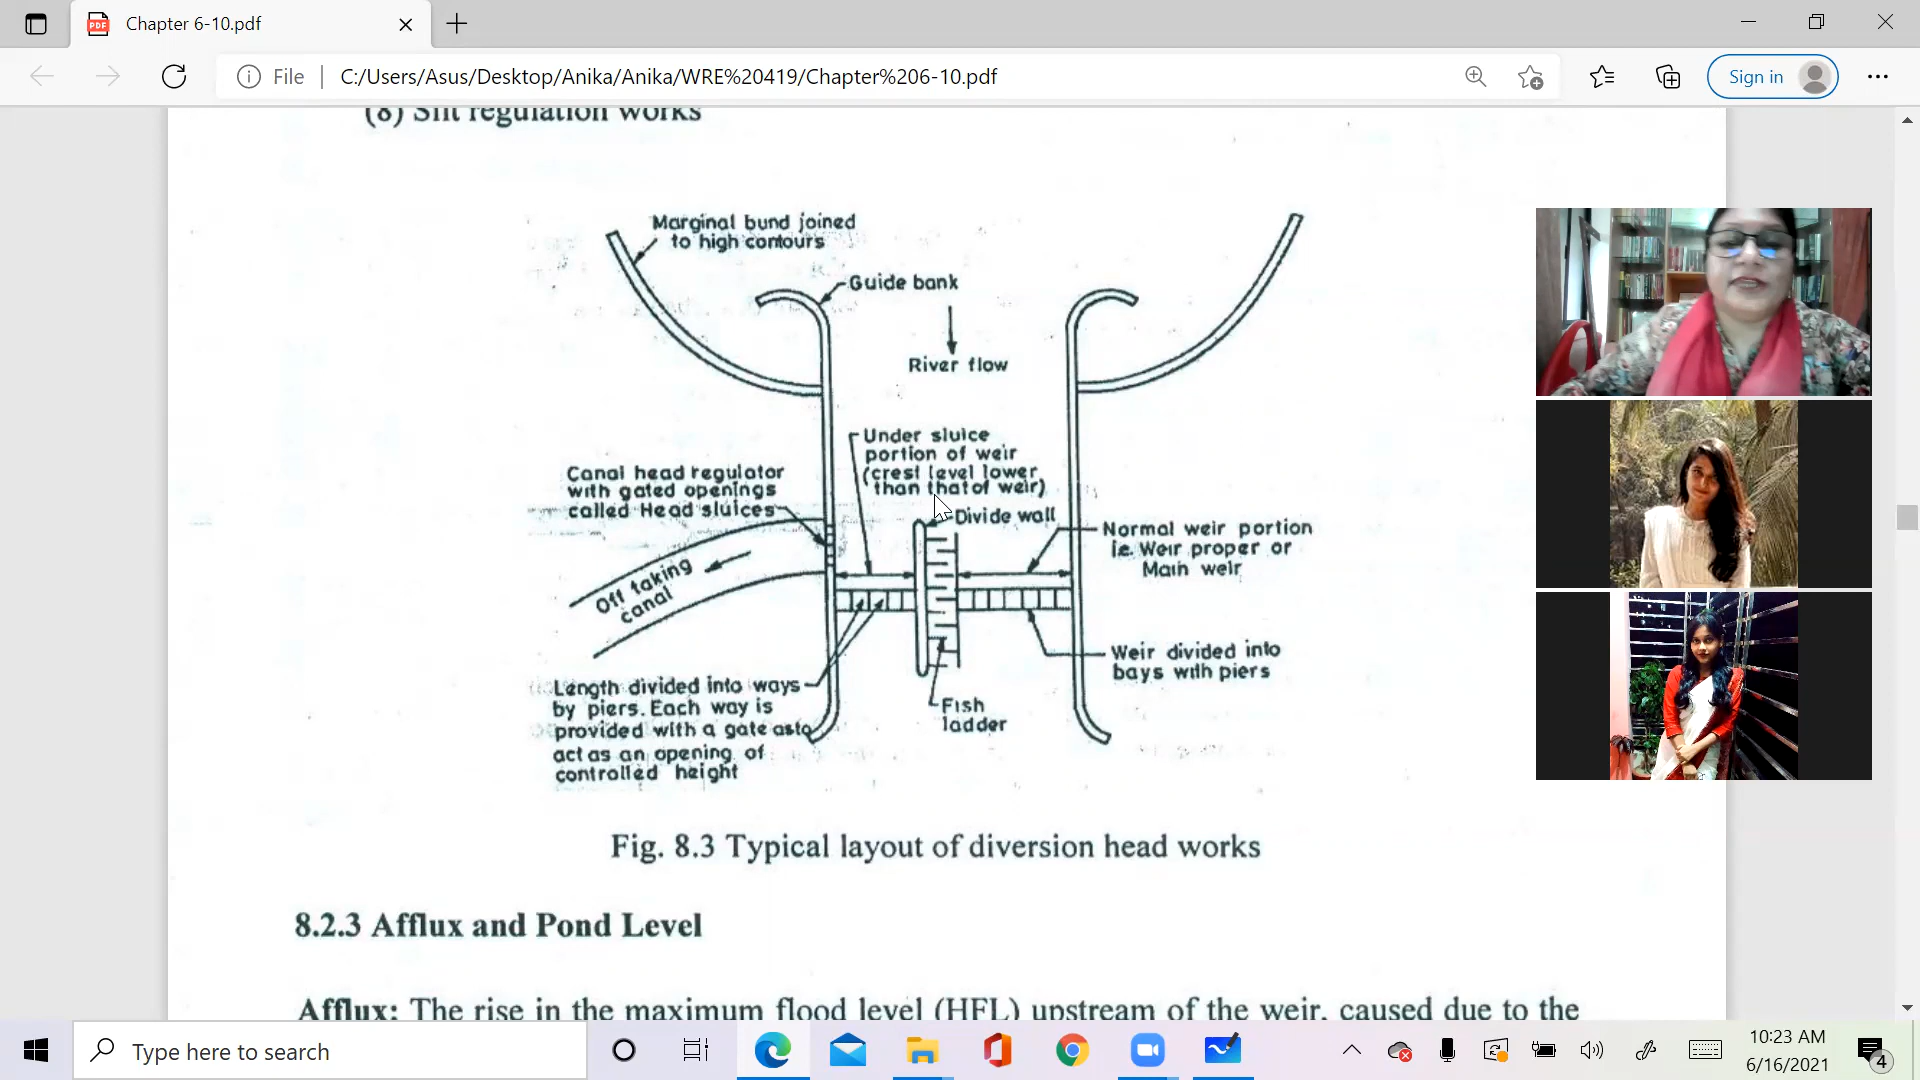 Chapter 6-10.pdf
File
C:/Users/Asus/Desktop/Anika/Anika/WRE%20419/Chapter%206-10.pdf
Sign in
(8) Silt regulation works
Marginal bund joined
to high contours
Guide bank
River flow
Under sluice
portion of weir
(crest level lower
than that of weir)
Canal head regulator
with gated openings
called Head sluices
Divide wall
Normal weir portion
i.e. Weir proper or
Main weir
Off taking
canal
Weir divided into
bays with piers
Length divided into ways
by piers. Each way is
provided with a gate as to
act as an opening of
controlled height
Fish
ladder
Fig. 8.3 Typical layout of diversion head works
8.2.3 Afflux and Pond Level
Afflux: The rise in the maximum flood level (HFL) upstream of the weir, caused due to the
Type here to search
10:23 AM
6/16/2021
4